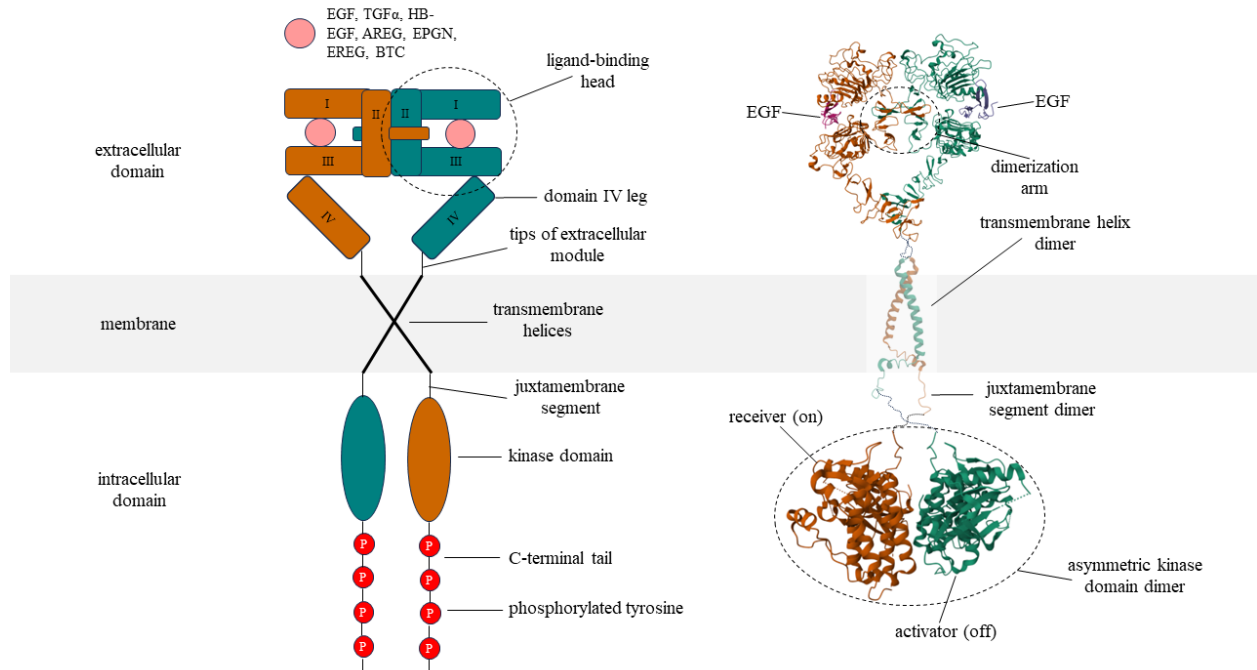 EGF, TGFα, HB-
EGF, AREG, EPGN,
EREG, BTC
ligand-binding
head
I
II
II
I
III
III
IV
IV
extracellular
domain
domain IV leg
tips of extracellular
module
membrane
transmembrane
helices
juxtamembrane
segment
kinase domain
intracellular
domain
P
P
P
P
P
P
P
P
C-terminal tail
phosphorylated tyrosine
EGF
EGF
dimerization
arm
transmembrane helix
dimer
juxtamembrane
segment dimer
receiver (on)
asymmetric kinase
domain dimer
activator (off)